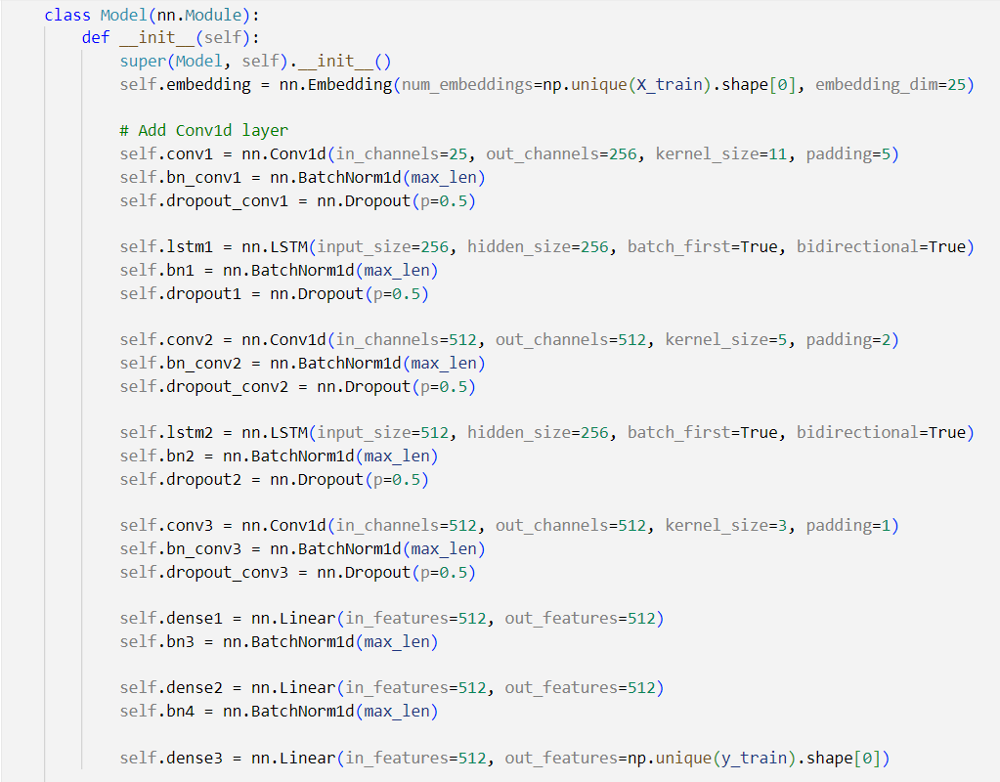 class Model(nn.Module):
    def __init__(self):
        super(Model, self).__init__()
        self.embedding = nn.Embedding(num_embeddings=np.unique(X_train).shape[0], embedding_dim=25)

        # Add Conv1d layer
        self.conv1 = nn.Conv1d(in_channels=25, out_channels=256, kernel_size=11, padding=5)
        self.bn_conv1 = nn.BatchNorm1d(max_len)
        self.dropout_conv1 = nn.Dropout(p=0.5)

        self.lstm1 = nn.LSTM(input_size=256, hidden_size=256, batch_first=True, bidirectional=True)
        self.bn1 = nn.BatchNorm1d(max_len)
        self.dropout1 = nn.Dropout(p=0.5)

        self.conv2 = nn.Conv1d(in_channels=512, out_channels=512, kernel_size=5, padding=2)
        self.bn_conv2 = nn.BatchNorm1d(max_len)
        self.dropout_conv2 = nn.Dropout(p=0.5)

        self.lstm2 = nn.LSTM(input_size=512, hidden_size=256, batch_first=True, bidirectional=True)
        self.bn2 = nn.BatchNorm1d(max_len)
        self.dropout2 = nn.Dropout(p=0.5)

        self.conv3 = nn.Conv1d(in_channels=512, out_channels=512, kernel_size=3, padding=1)
        self.bn_conv3 = nn.BatchNorm1d(max_len)
        self.dropout_conv3 = nn.Dropout(p=0.5)

        self.dense1 = nn.Linear(in_features=512, out_features=512)
        self.bn3 = nn.BatchNorm1d(max_len)

        self.dense2 = nn.Linear(in_features=512, out_features=512)
        self.bn4 = nn.BatchNorm1d(max_len)

        self.dense3 = nn.Linear(in_features=512, out_features=np.unique(y_train).shape[0])